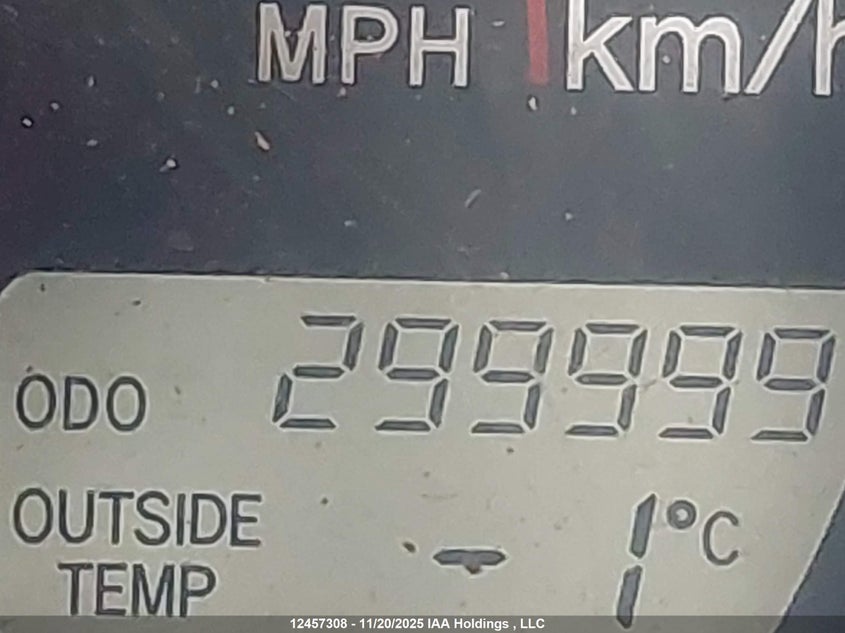 MPH km/h
ODO 299999
OUTSIDE TEMP -1°C
12457308 - 11/20/2025 IAA Holdings , LLC